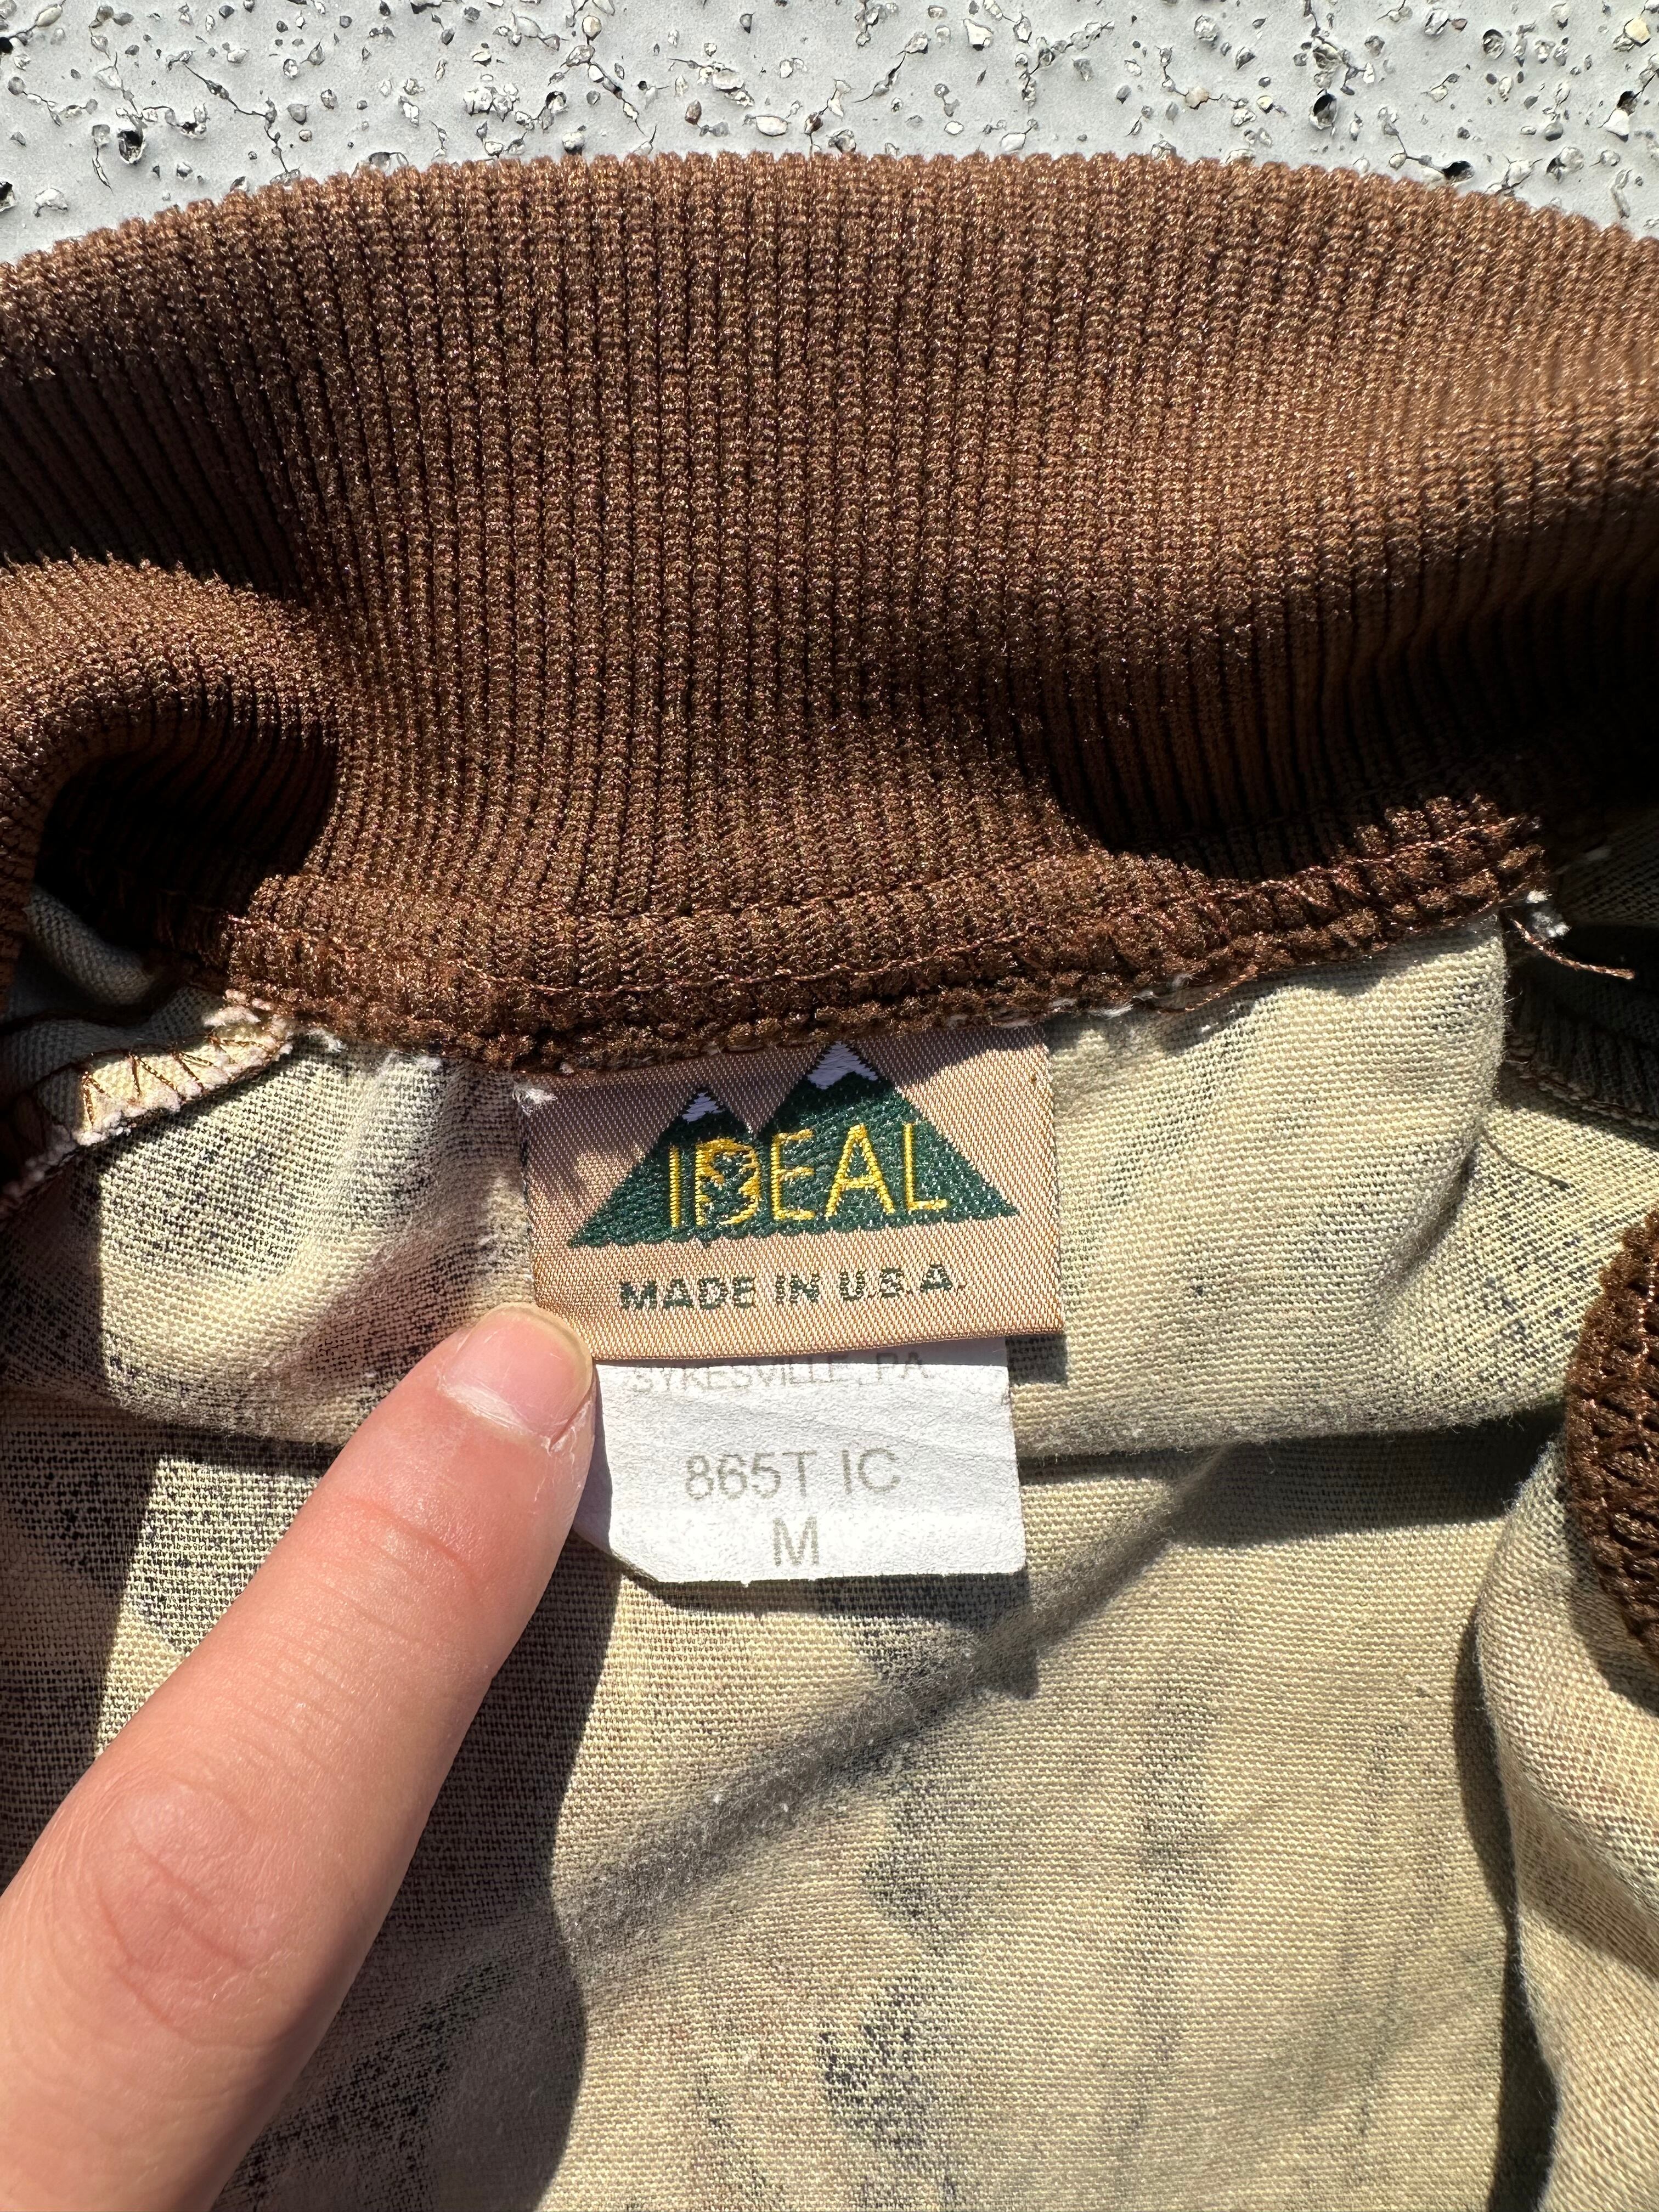 IDEAL
MADE IN U.S.A.
SYKESVILLE, PA
865T IC
M